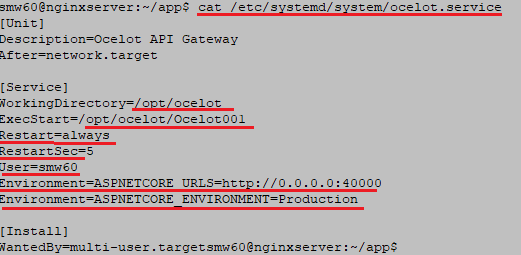 smw60@nginxserver:~/app$ cat /etc/systemd/system/ocelot.service
[Unit]
Description=Ocelot API Gateway
After=network.target

[Service]
WorkingDirectory=/opt/ocelot
ExecStart=/opt/ocelot/Ocelot001
Restart=always
RestartSec=5
User=smw60
Environment=ASPNETCORE_URLS=http://0.0.0.0:40000
Environment=ASPNETCORE_ENVIRONMENT=Production

[Install]
WantedBy=multi-user.targetsmw60@nginxserver:~/app$